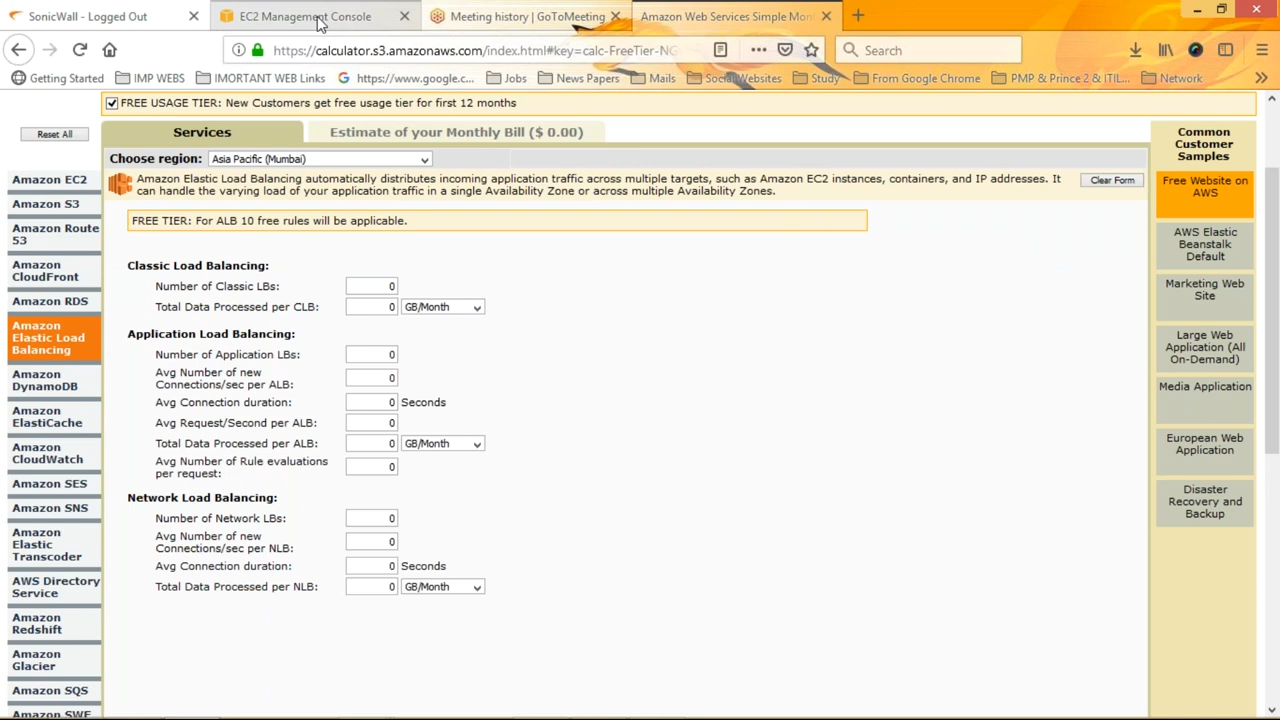 SonicWall - Logged Out
EC2 Management Console
Meeting history | GoToMeeting
Amazon Web Services Simple Mon
https://calculator.s3.amazonaws.com/index.html#key=calc-FreeTier-NG
Search
Getting Started
IMP WEBS
IMORTANT WEB Links
https://www.google.c...
Jobs
News Papers
Mails
SocialWebsites
Study
From Google Chrome
PMP & Prince 2 & ITIL...
Network
FREE USAGE TIER: New Customers get free usage tier for first 12 months
Reset All
Services
Estimate of your Monthly Bill ($ 0.00)
Choose region:
Asia Pacific (Mumbai)
Amazon Elastic Load Balancing automatically distributes incoming application traffic across multiple targets, such as Amazon EC2 instances, containers, and IP addresses. It
can handle the varying load of your application traffic in a single Availability Zone or across multiple Availability Zones.
Clear Form
FREE TIER: For ALB 10 free rules will be applicable.
Classic Load Balancing:
Number of Classic LBs: 0
Total Data Processed per CLB: 0 GB/Month
Application Load Balancing:
Number of Application LBs: 0
Avg Number of new
Connections/sec per ALB: 0
Avg Connection duration: 0 Seconds
Avg Request/Second per ALB: 0
Total Data Processed per ALB: 0 GB/Month
Avg Number of Rule evaluations
per request: 0
Network Load Balancing:
Number of Network LBs: 0
Avg Number of new
Connections/sec per NLB: 0
Avg Connection duration: 0 Seconds
Total Data Processed per NLB: 0 GB/Month
Amazon EC2
Amazon S3
Amazon Route
53
Amazon
CloudFront
Amazon RDS
Amazon
Elastic Load
Balancing
Amazon
DynamoDB
Amazon
ElastiCache
Amazon
CloudWatch
Amazon SES
Amazon SNS
Amazon
Elastic
Transcoder
AWS Directory
Service
Amazon
Redshift
Amazon
Glacier
Amazon SQS
Amazon SWF
Common
Customer
Samples
Free Website on
AWS
AWS Elastic
Beanstalk
Default
Marketing Web
Site
Large Web
Application (All
On-Demand)
Media Application
European Web
Application
Disaster
Recovery and
Backup